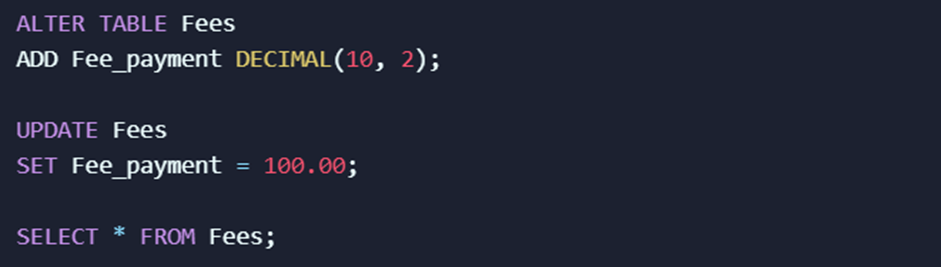 ALTER TABLE Fees
ADD Fee_payment DECIMAL(10, 2);
UPDATE Fees
SET Fee_payment = 100.00;
SELECT * FROM Fees;